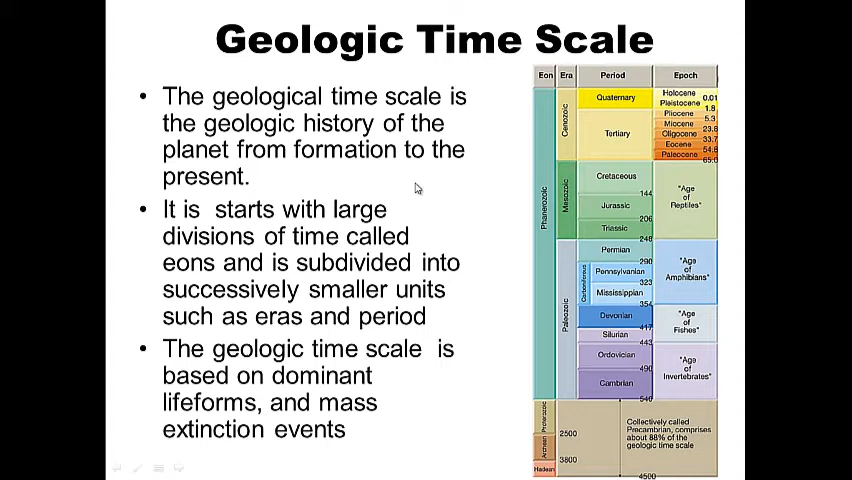 Geologic Time Scale
• The geological time scale is
the geologic history of the
planet from formation to the
present.
• It is  starts with large
divisions of time called
eons and is subdivided into
successively smaller units
such as eras and period
• The geologic time scale  is
based on dominant
lifeforms, and mass
extinction events
Eon Era Period Epoch
Phanerozoic
Cenozoic
Quaternary
Holocene
0.01
Pleistocene
1.8
Tertiary
Pliocene
5.3
Miocene
23.8
Oligocene
33.7
Eocene
54.8
Paleocene
65.0
Mesozoic
Cretaceous
144
Jurassic
206
Triassic
248
"Age
of
Reptiles"
Paleozoic
Permian
290
Carboniferous
Pennsylvanian
323
Mississippian
354
"Age
of
Amphibians"
Devonian
417
Silurian
443
"Age
of
Fishes"
Ordovician
490
Cambrian
540
"Age
of
Invertebrates"
Proterozoic
2500
Archean
3800
Hadean
4500
Collectively called
Precambrian, comprises
about 88% of the
geologic time scale